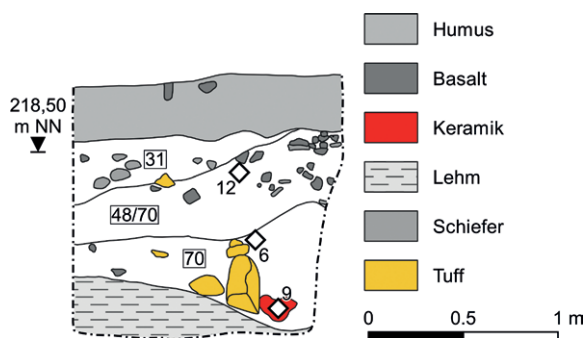 218,50
m NN
31
12
48/70
70
6
9
Humus
Basalt
Keramik
Lehm
Schiefer
Tuff
0 0.5 1 m